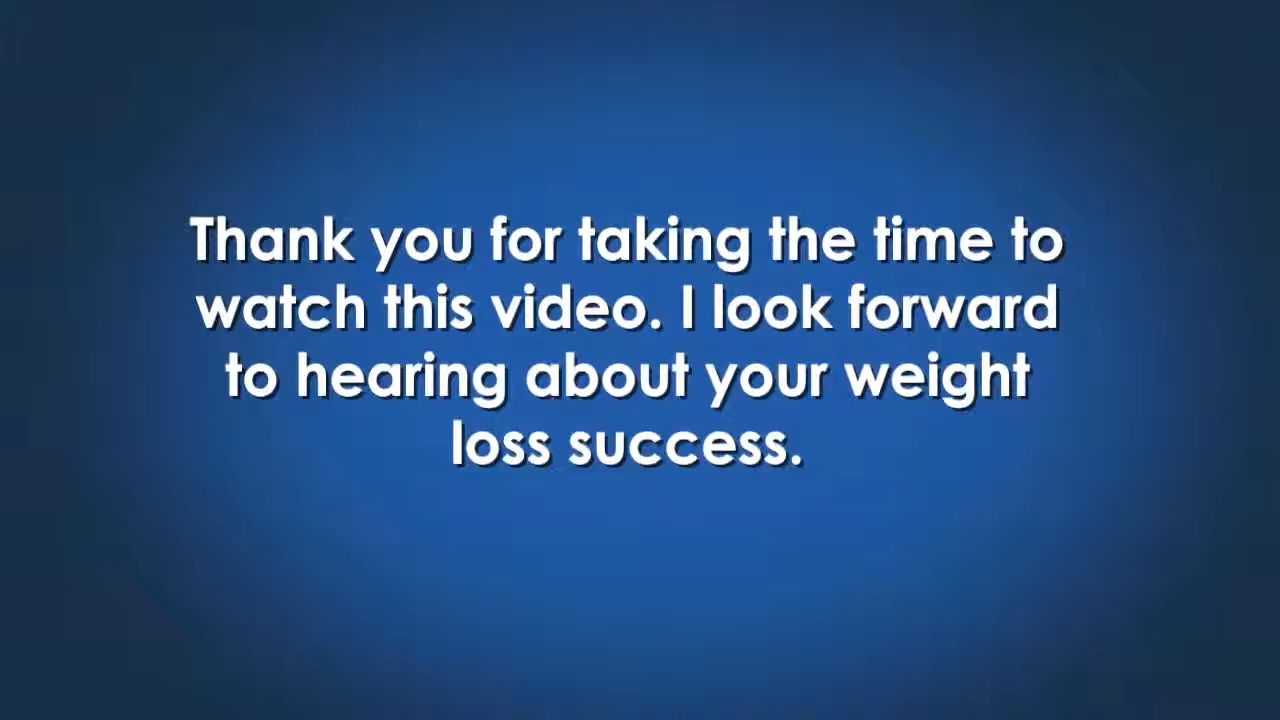 Thank you for taking the time to
watch this video. I look forward
to hearing about your weight
loss success.